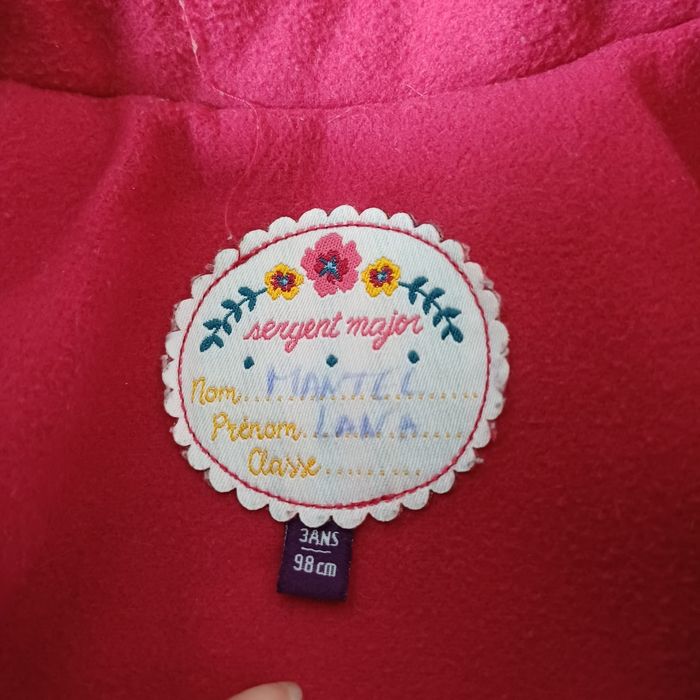 sergent major
Nom MANTEL
Prénom LANA
Classe
3ANS
98cm